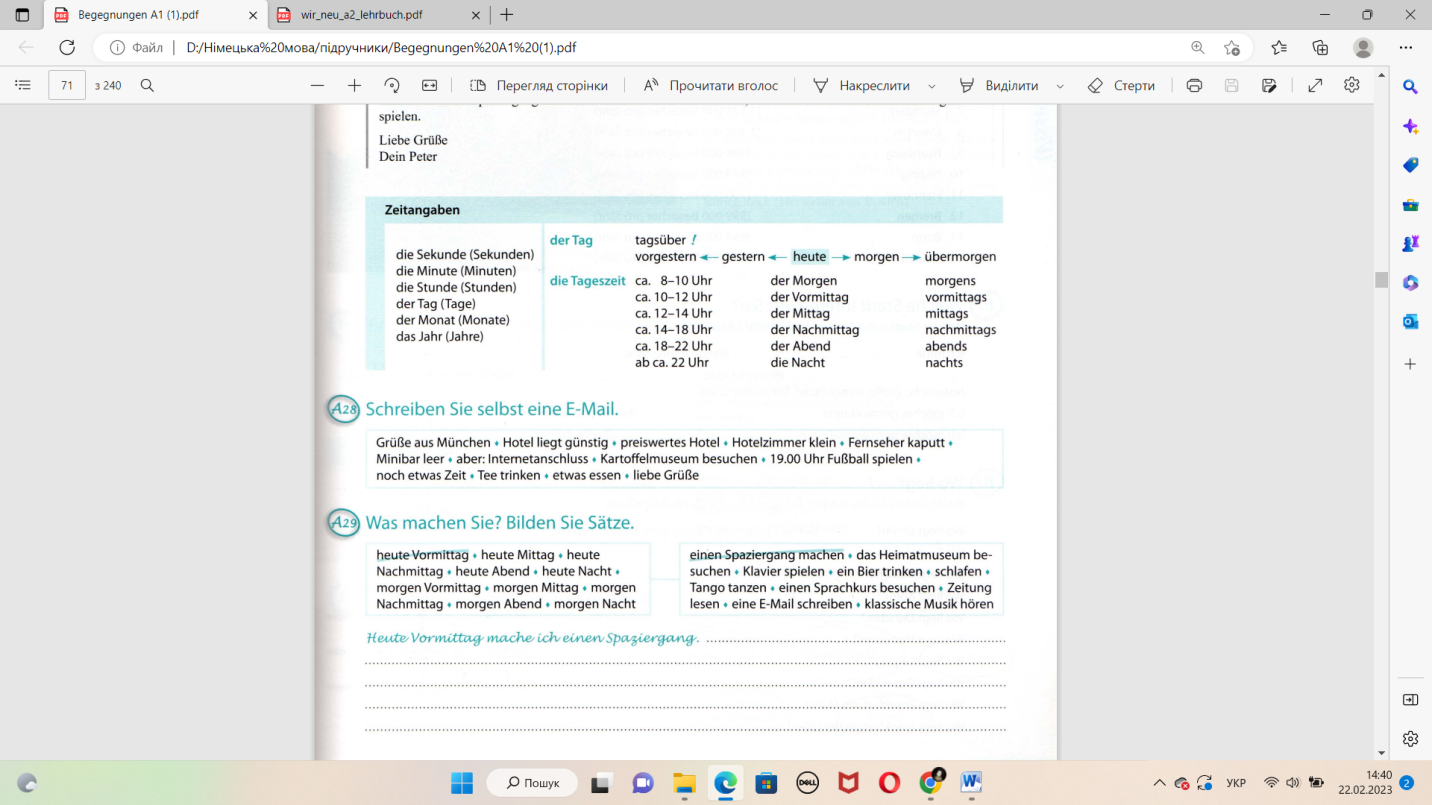 Begegnungen A1 (1).pdf
wir_neu_a2_lehrbuch.pdf
Файл
D:/Німецька%20мова/підручники/Begegnungen%20A1%20(1).pdf
71 з 240
Перегляд сторінки
Прочитати вголос
Накреслити
Виділити
Стерти
spielen.
Liebe Grüße
Dein Peter
Zeitangaben
die Sekunde (Sekunden)
die Minute (Minuten)
die Stunde (Stunden)
der Tag (Tage)
der Monat (Monate)
das Jahr (Jahre)
der Tag tagsüber !
vorgestern ← gestern ← heute → morgen → übermorgen
die Tageszeit ca. 8–10 Uhr der Morgen morgens
ca. 10–12 Uhr der Vormittag vormittags
ca. 12–14 Uhr der Mittag mittags
ca. 14–18 Uhr der Nachmittag nachmittags
ca. 18–22 Uhr der Abend abends
ab ca. 22 Uhr die Nacht nachts
A28 Schreiben Sie selbst eine E-Mail.
Grüße aus München ♦ Hotel liegt günstig ♦ preiswertes Hotel ♦ Hotelzimmer klein ♦ Fernseher kaputt ♦
Minibar leer ♦ aber: Internetanschluss ♦ Kartoffelmuseum besuchen ♦ 19.00 Uhr Fußball spielen ♦
noch etwas Zeit ♦ Tee trinken ♦ etwas essen ♦ liebe Grüße
A29 Was machen Sie? Bilden Sie Sätze.
heute Vormittag ♦ heute Mittag ♦ heute
Nachmittag ♦ heute Abend ♦ heute Nacht ♦
morgen Vormittag ♦ morgen Mittag ♦ morgen
Nachmittag ♦ morgen Abend ♦ morgen Nacht
einen Spaziergang machen ♦ das Heimatmuseum be-
suchen ♦ Klavier spielen ♦ ein Bier trinken ♦ schlafen ♦
Tango tanzen ♦ einen Sprachkurs besuchen ♦ Zeitung
lesen ♦ eine E-Mail schreiben ♦ klassische Musik hören
Heute Vormittag mache ich einen Spaziergang.
Пошук
DELL
УКР
14:40
22.02.2023
2